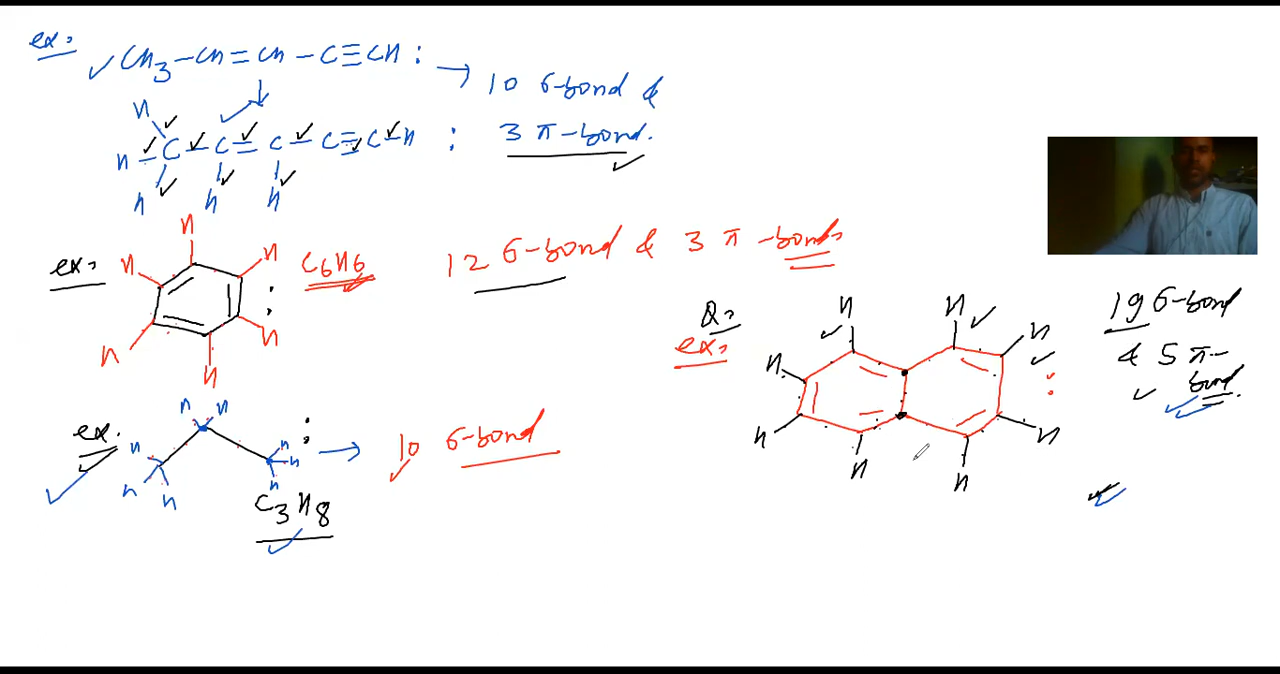 ex:
CH3 – CH = CH – C ≡ CH :
→ 10 σ-bond &
3 π-bond.
H
H – C – C = C – C ≡ C – H :
H H H
ex:
H
H H
H H
H
C6H6 :
12 σ-bond & 3 π-bonds
Q:
ex:
H H
H H
H H
H H
:
19 σ-bond
& 5 π-
bond.
ex.
H H
H H
H H
H H
: → 10 σ-bond
C3H8